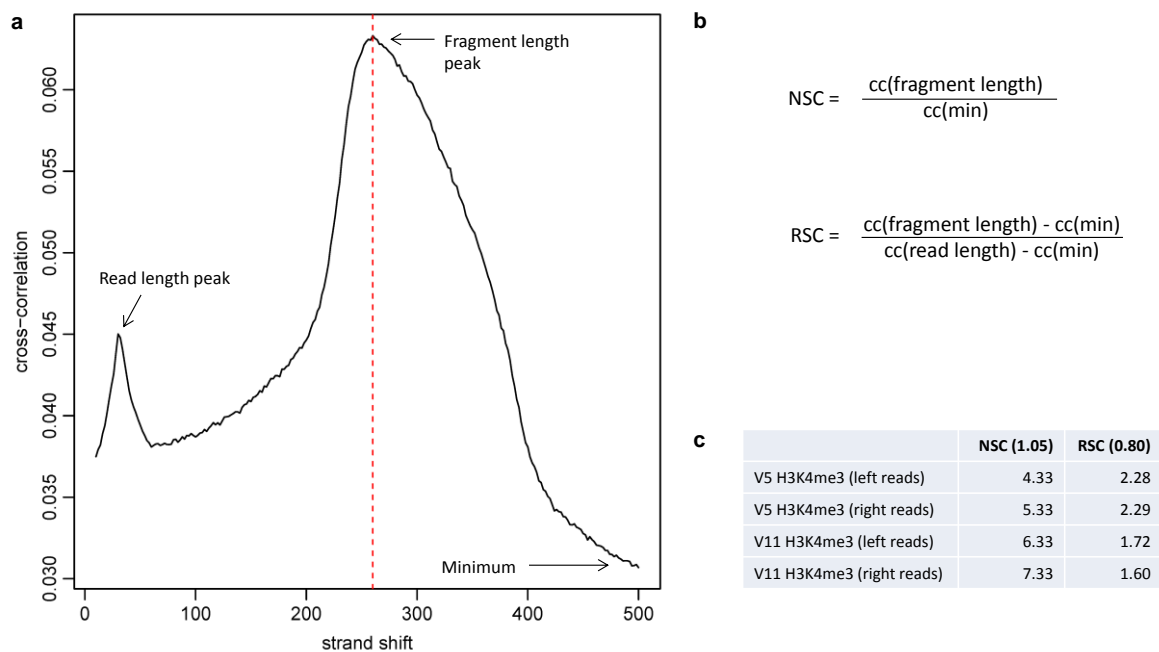 a
Fragment length
peak
Read length peak
Minimum
cross−correlation
0.030
0.035
0.040
0.045
0.050
0.055
0.060
0
100
200
300
400
500
strand shift
b
NSC = cc(fragment length)
cc(min)
RSC = cc(fragment length) - cc(min)
cc(read length) - cc(min)
c
NSC (1.05) RSC (0.80)
V5 H3K4me3 (left reads) 4.33 2.28
V5 H3K4me3 (right reads) 5.33 2.29
V11 H3K4me3 (left reads) 6.33 1.72
V11 H3K4me3 (right reads) 7.33 1.60